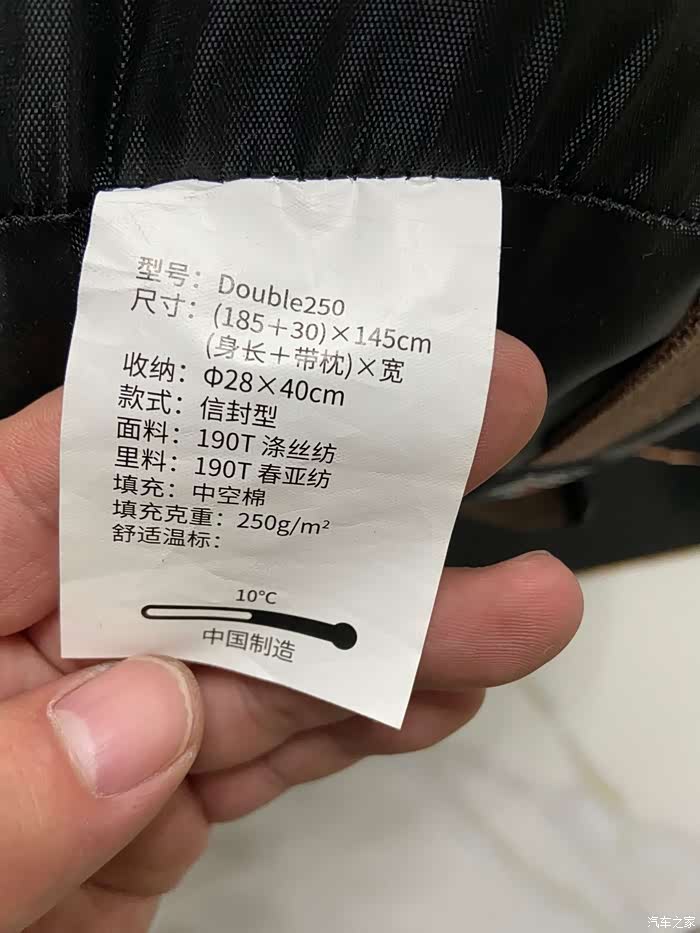 型号：Double250
尺寸：(185＋30)×145cm
(身长＋带枕)×宽
收纳：Φ28×40cm
款式：信封型
面料：190T 涤丝纺
里料：190T 春亚纺
填充：中空棉
填充克重：250g/m²
舒适温标：
10°C
中国制造
汽车之家